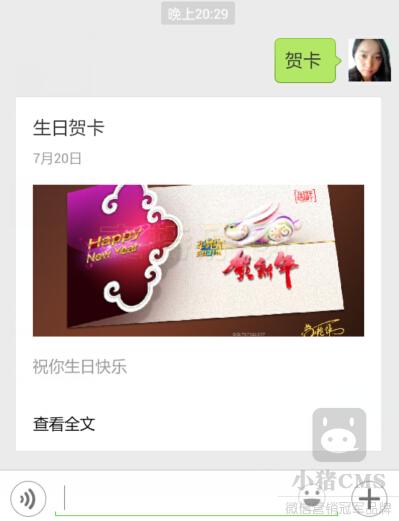 晚上20:29
贺卡
生日贺卡
7月20日
Happy
New Year
贺新年
祝你生日快乐
查看全文
小猪CMS
微信营销冠军品牌